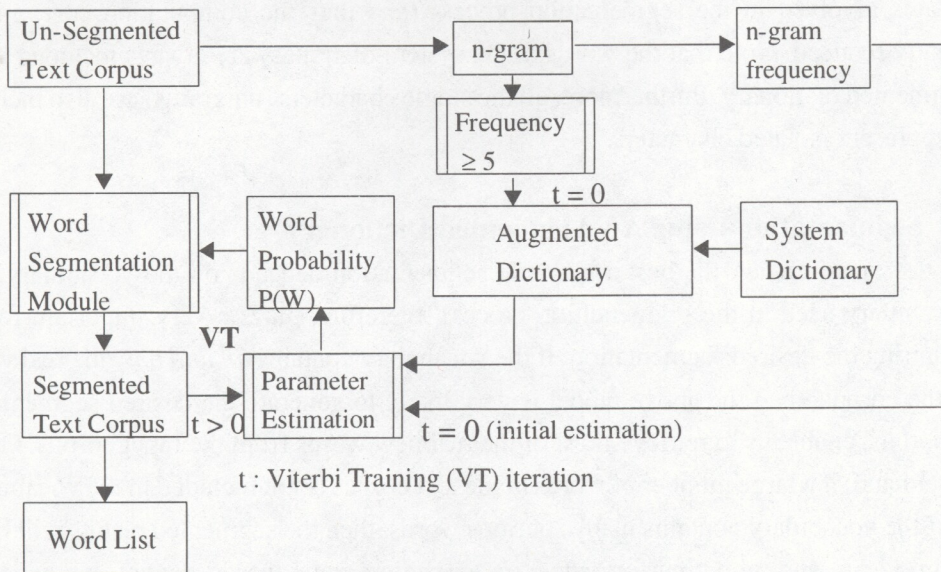 Un-Segmented
Text Corpus
n-gram
n-gram
frequency
Frequency
≥ 5
t = 0
Word
Segmentation
Module
Word
Probability
P(W)
Augmented
Dictionary
System
Dictionary
VT
Segmented
Text Corpus
t > 0
Parameter
Estimation
t = 0 (initial estimation)
t : Viterbi Training (VT) iteration
Word List